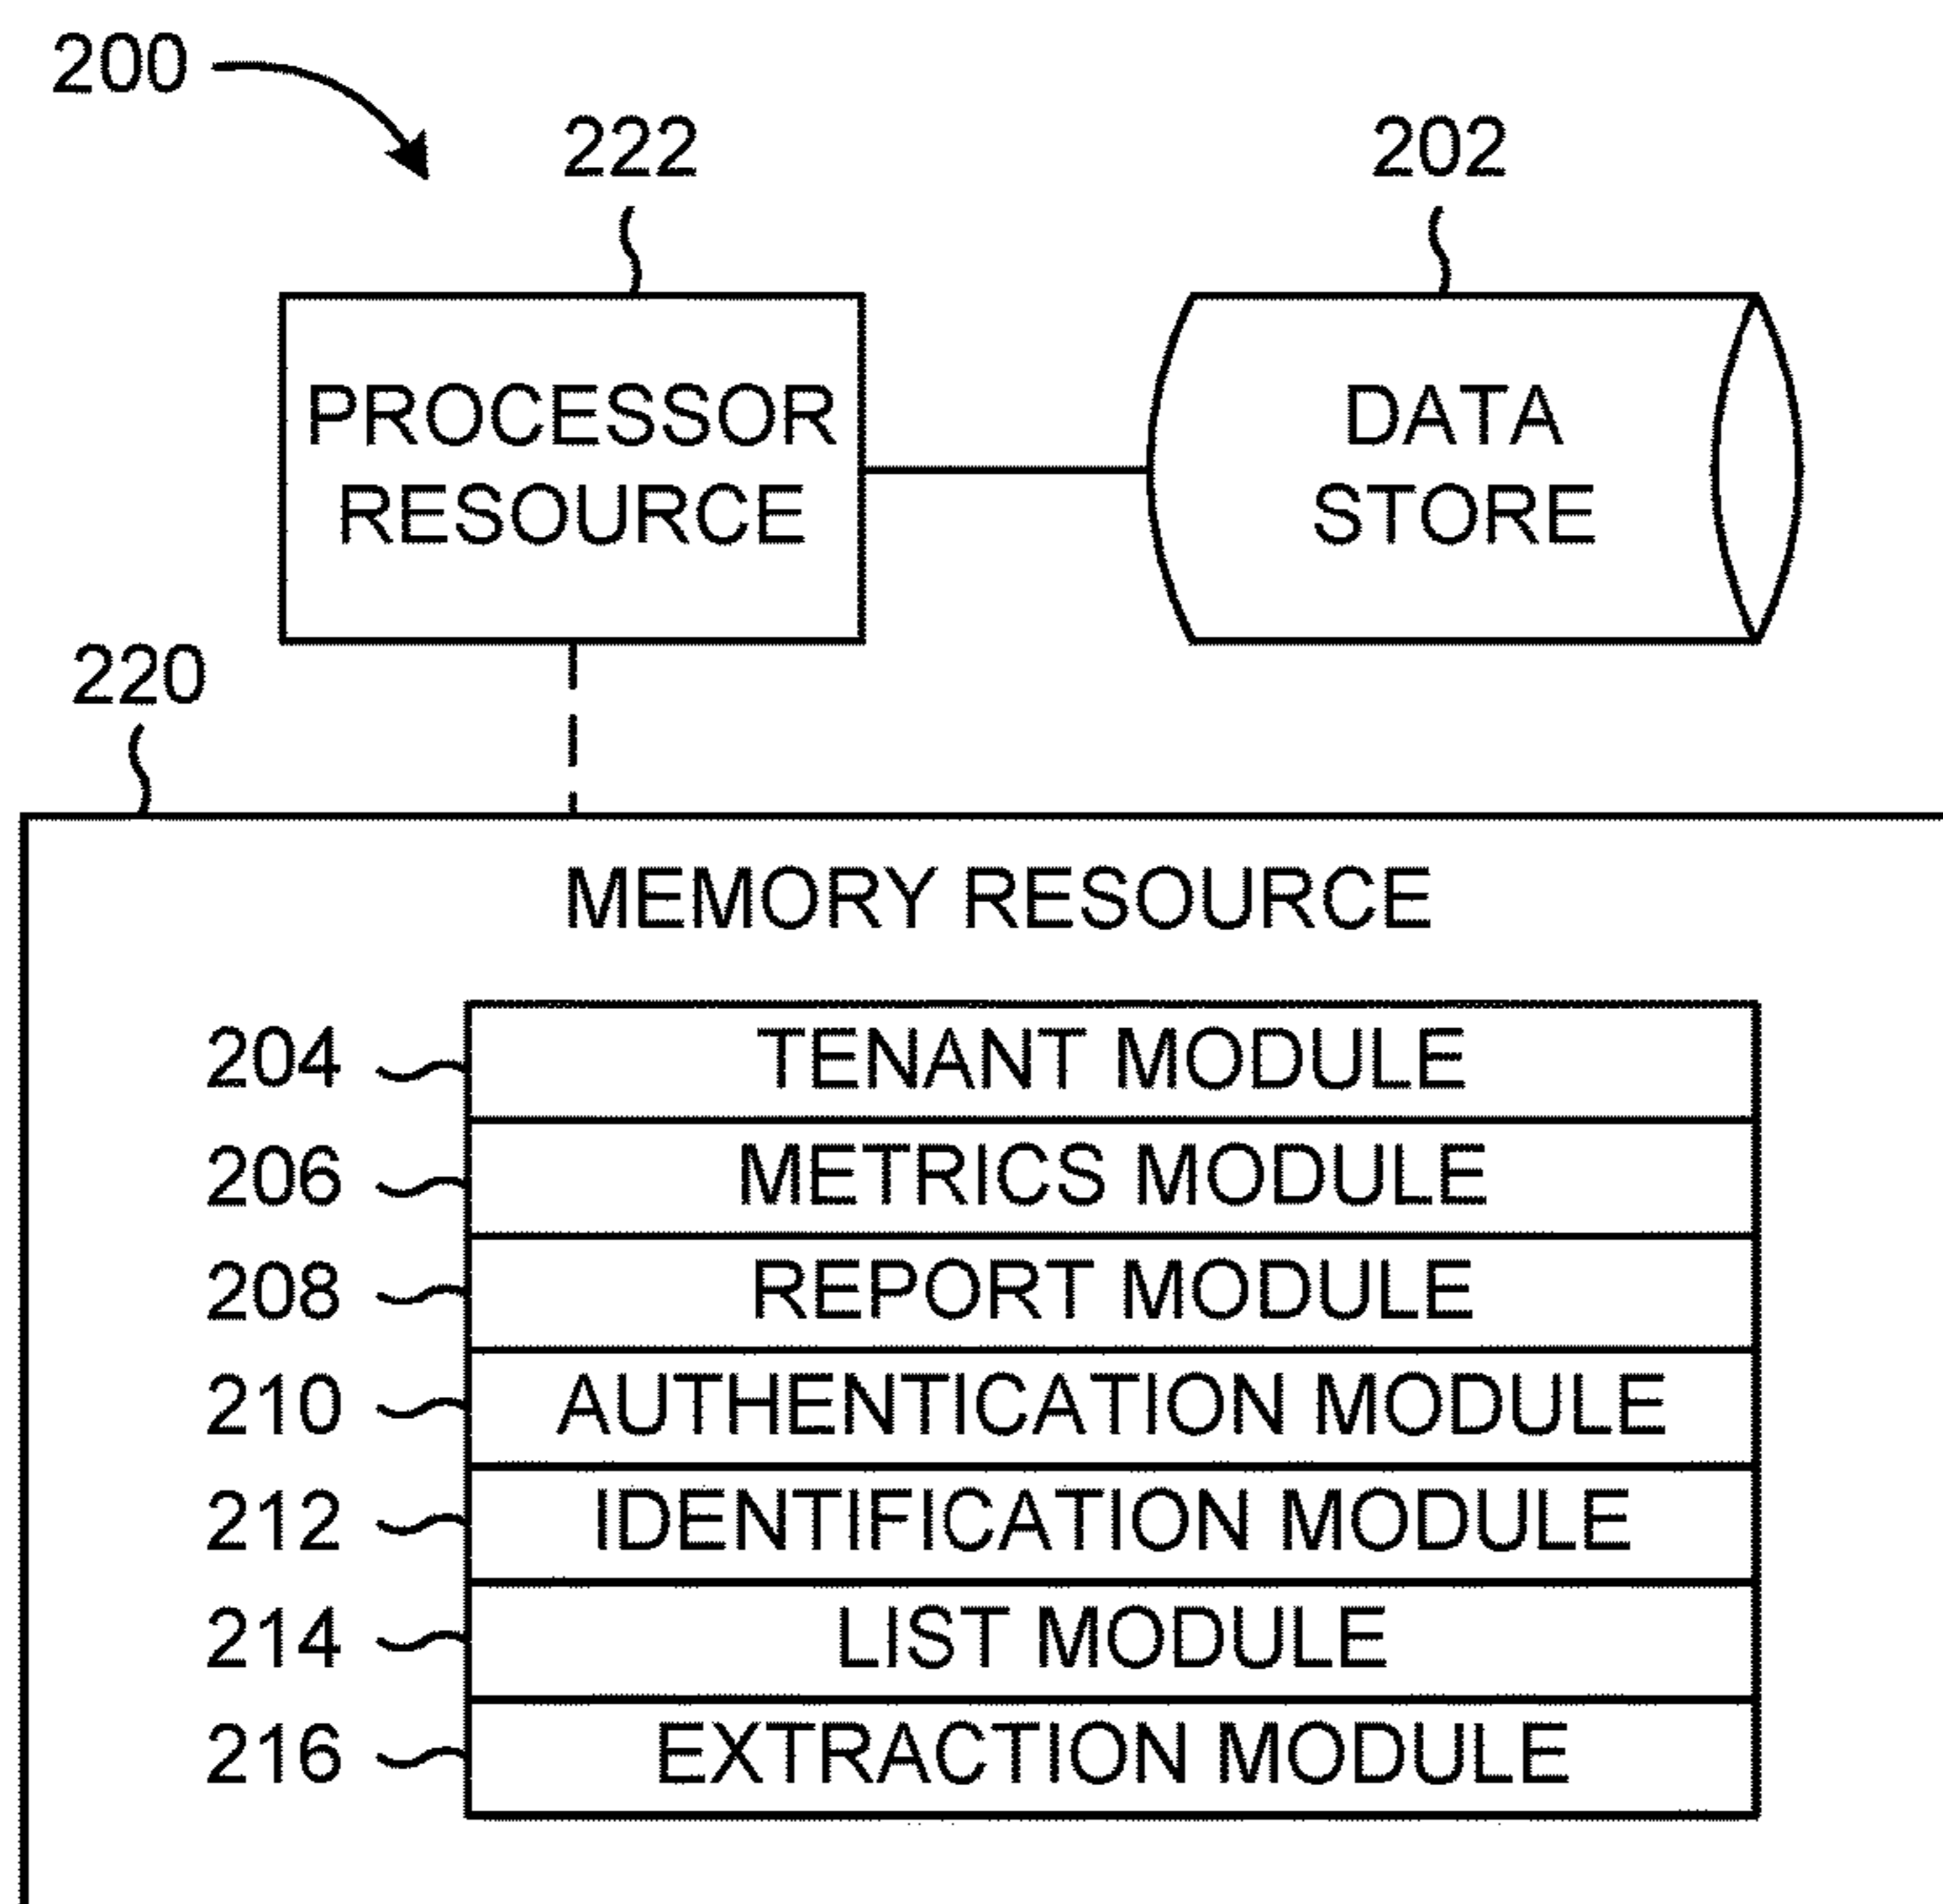 200
222
202
PROCESSOR
RESOURCE
DATA
STORE
220
MEMORY RESOURCE
204 TENANT MODULE
206 METRICS MODULE
208 REPORT MODULE
210 AUTHENTICATION MODULE
212 IDENTIFICATION MODULE
214 LIST MODULE
216 EXTRACTION MODULE